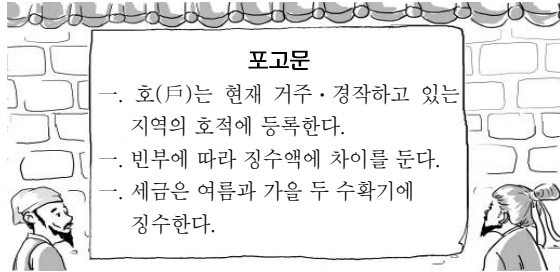 포고문
一. 호(戶)는 현재 거주·경작하고 있는
지역의 호적에 등록한다.
一. 빈부에 따라 징수액에 차이를 둔다.
一. 세금은 여름과 가을 두 수확기에
징수한다.